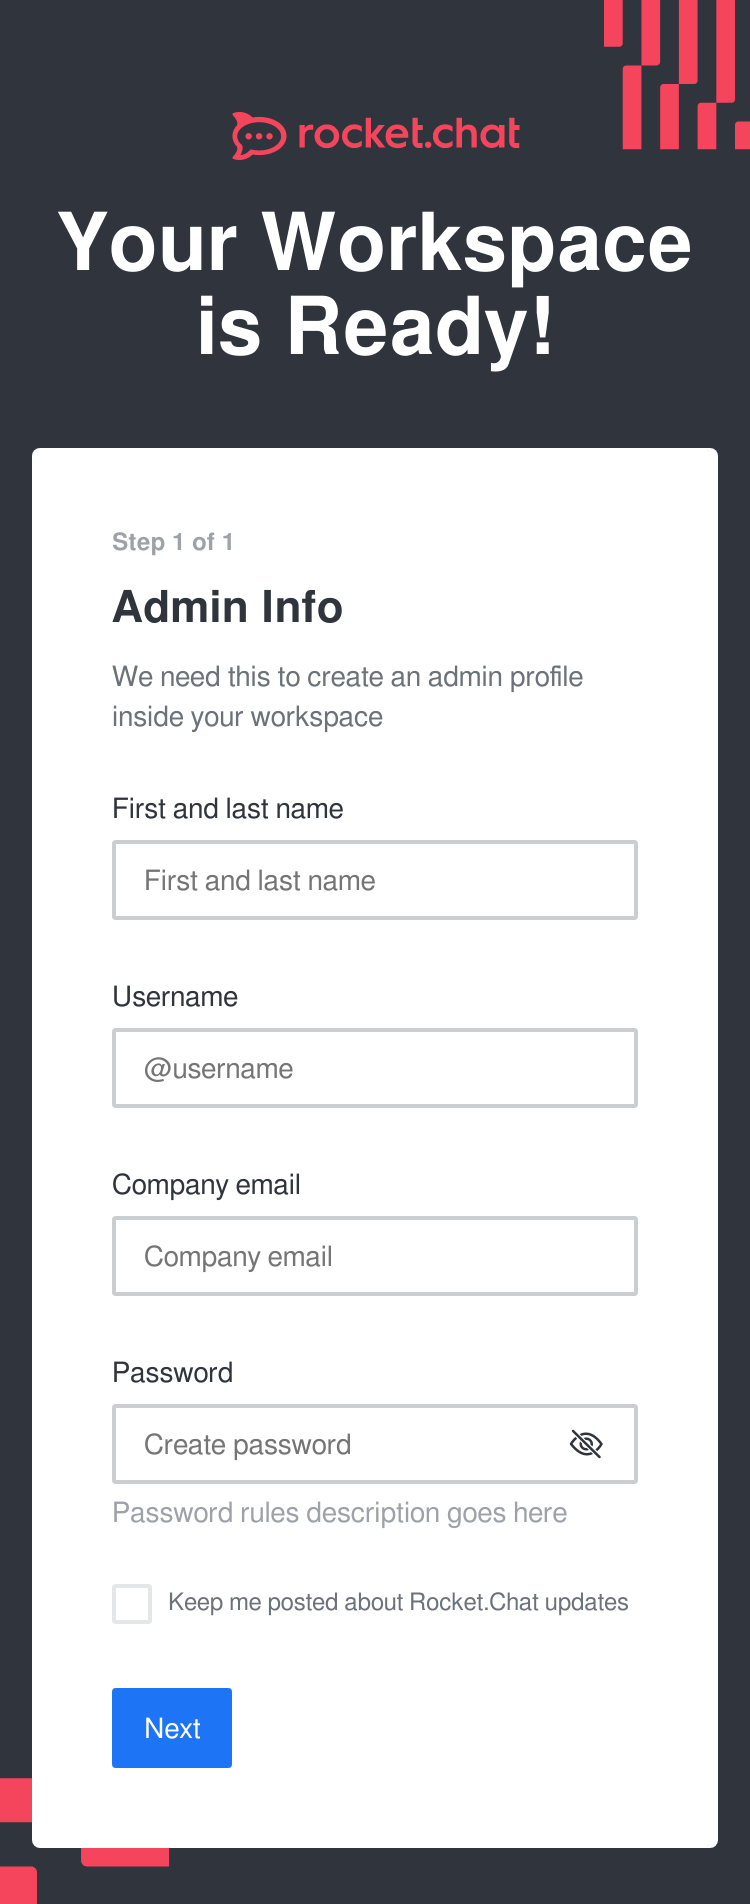 rocket.chat
Your Workspace
is Ready!
Step 1 of 1
Admin Info
We need this to create an admin profile
inside your workspace
First and last name
First and last name
Username
@username
Company email
Company email
Password
Create password
Password rules description goes here
Keep me posted about Rocket.Chat updates
Next